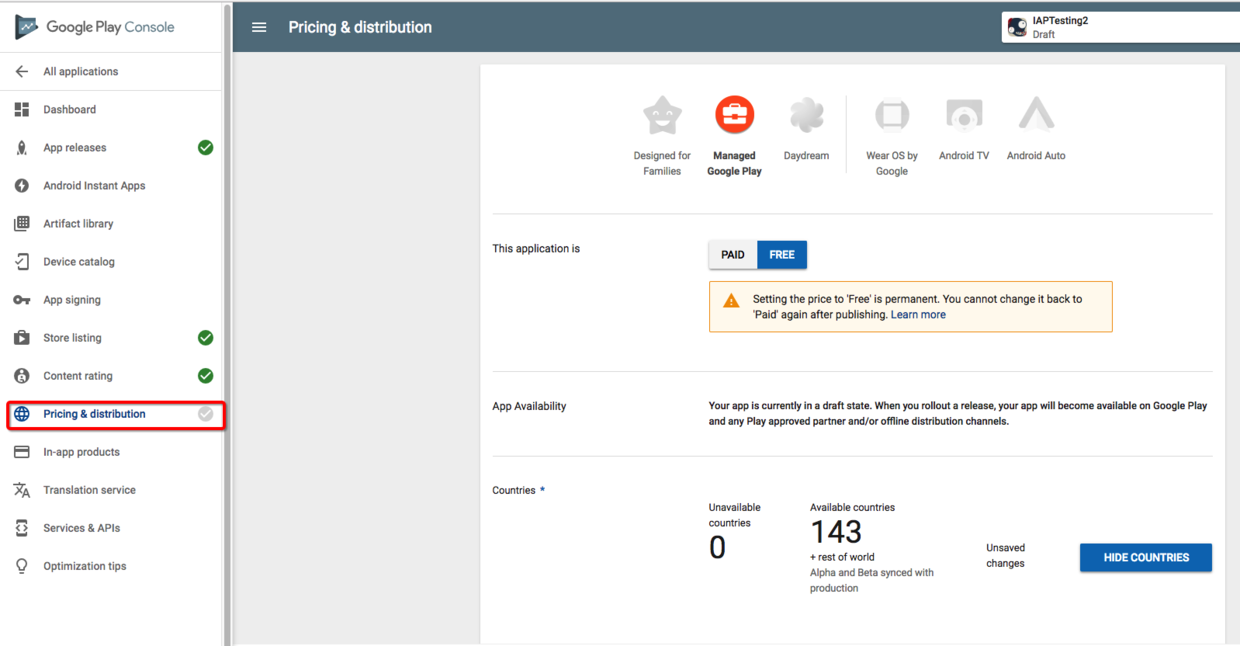 Google Play Console
All applications
Dashboard
App releases
Android Instant Apps
Artifact library
Device catalog
App signing
Store listing
Content rating
Pricing & distribution
In-app products
Translation service
Services & APIs
Optimization tips
Pricing & distribution
IAPTesting2
Draft
Designed for
Families
Managed
Google Play
Daydream
Wear OS by
Google
Android TV
Android Auto
This application is
PAID
FREE
Setting the price to 'Free' is permanent. You cannot change it back to
'Paid' again after publishing. Learn more
App Availability
Your app is currently in a draft state. When you rollout a release, your app will become available on Google Play
and any Play approved partner and/or offline distribution channels.
Countries *
Unavailable
countries
0
Available countries
143
+ rest of world
Alpha and Beta synced with
production
Unsaved
changes
HIDE COUNTRIES